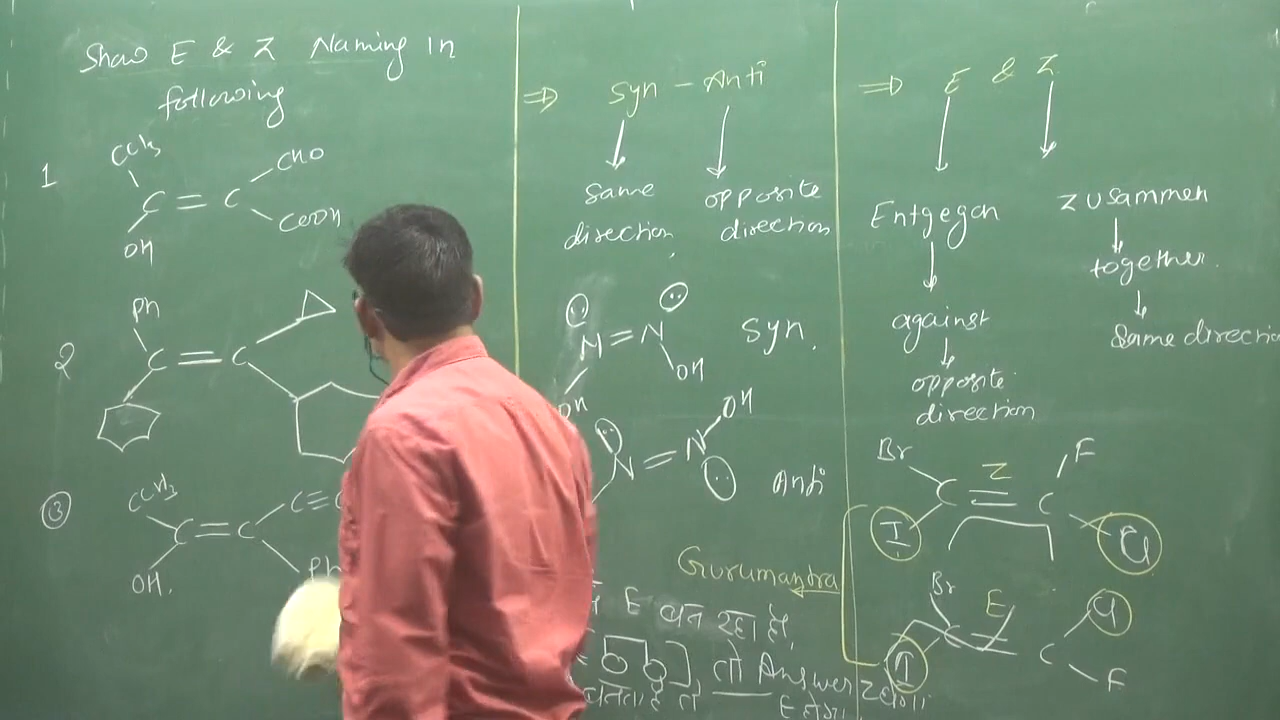 Show E & Z Naming in
following
1
CHO
C = C
COOH
OH
2
Ph
C = C
3
C ≡ C
C = C
OH.
Ph
⇒ Syn - Anti
same
direction
opposite
direction
N = N
OH
Syn.
OH
OH
N = N
Anti
⇒ E & Z
Entgegen
against
opposite
direction
Zusammen
together.
same directio
Br
F
Z
C = C
I
Cl
Gurumantra
Br
E
Cl
C = C
I
F
E बन रहा है,
तो Answer
E होगा